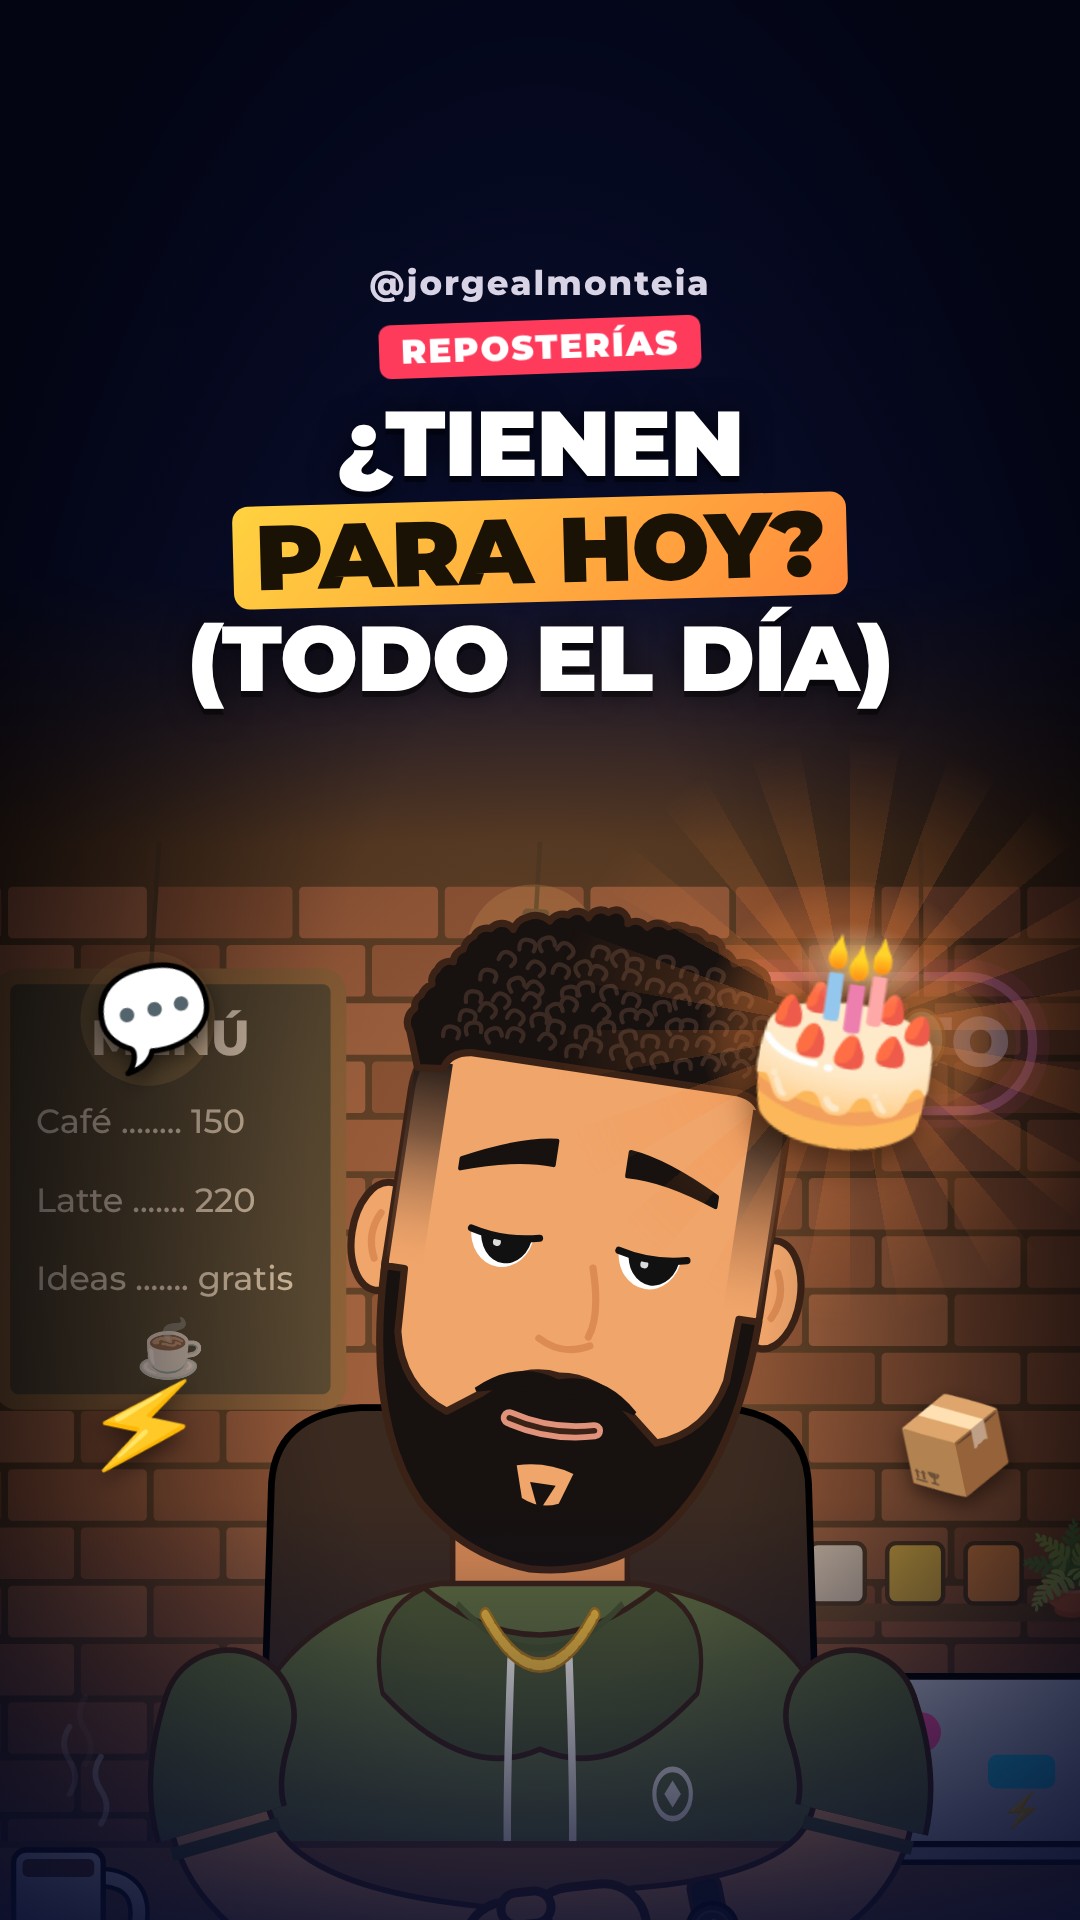 @jorgealmonteia
REPOSTERÍAS
¿TIENEN
PARA HOY?
(TODO EL DÍA)
Café ........ 150
Latte ....... 220
Ideas ....... gratis